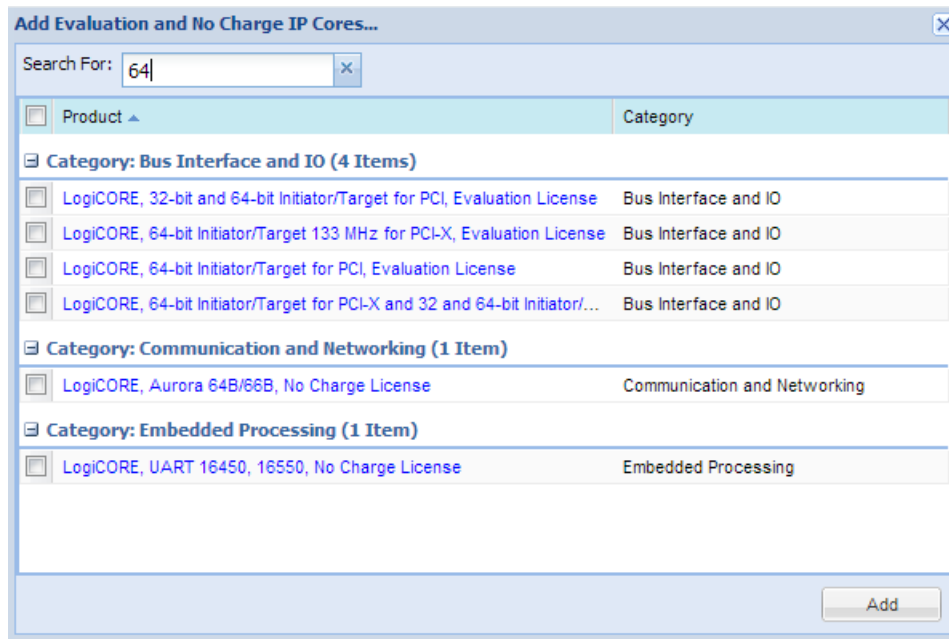 Add Evaluation and No Charge IP Cores...
Search For: 64
Product Category
Category: Bus Interface and IO (4 Items)
LogiCORE, 32-bit and 64-bit Initiator/Target for PCI, Evaluation License Bus Interface and IO
LogiCORE, 64-bit Initiator/Target 133 MHz for PCI-X, Evaluation License Bus Interface and IO
LogiCORE, 64-bit Initiator/Target for PCI, Evaluation License Bus Interface and IO
LogiCORE, 64-bit Initiator/Target for PCI-X and 32 and 64-bit Initiator/... Bus Interface and IO
Category: Communication and Networking (1 Item)
LogiCORE, Aurora 64B/66B, No Charge License Communication and Networking
Category: Embedded Processing (1 Item)
LogiCORE, UART 16450, 16550, No Charge License Embedded Processing
Add